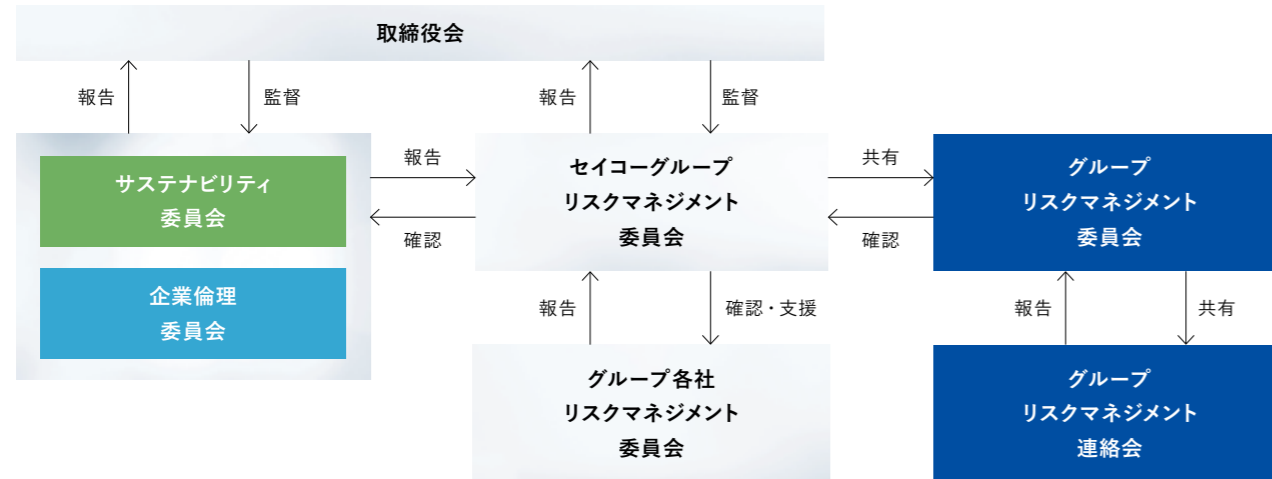 取締役会
報告
監督
報告
監督
サステナビリティ
委員会
企業倫理
委員会
報告
確認
セイコーグループ
リスクマネジメント
委員会
共有
確認
グループ
リスクマネジメント
委員会
報告
確認・支援
報告
共有
グループ各社
リスクマネジメント
委員会
グループ
リスクマネジメント
連絡会